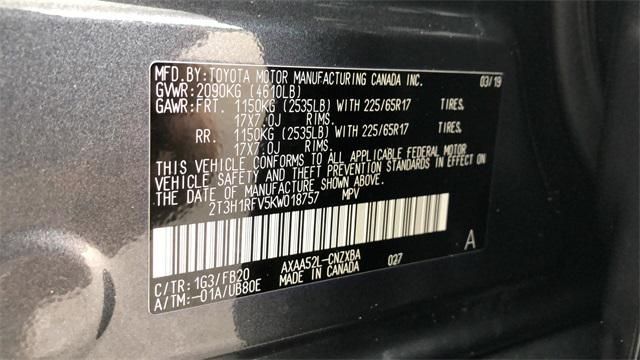 MFD.BY:TOYOTA MOTOR MANUFACTURING CANADA INC. 03/19
GVWR: 2090KG (4610LB)
GAWR:FRT. 1150KG (2535LB) WITH 225/65R17 TIRES,
17X7.0J RIMS.
RR. 1150KG (2535LB) WITH 225/65R17 TIRES,
17X7.0J RIMS.
THIS VEHICLE CONFORMS TO ALL APPLICABLE FEDERAL MOTOR
VEHICLE SAFETY AND THEFT PREVENTION STANDARDS IN EFFECT ON
THE DATE OF MANUFACTURE SHOWN ABOVE.
2T3H1RFV5KW018757 MPV
A
C/TR: 1G3/FB20 AXAA52L-CNZXBA 027
A/TM:-01A/UB80E MADE IN CANADA